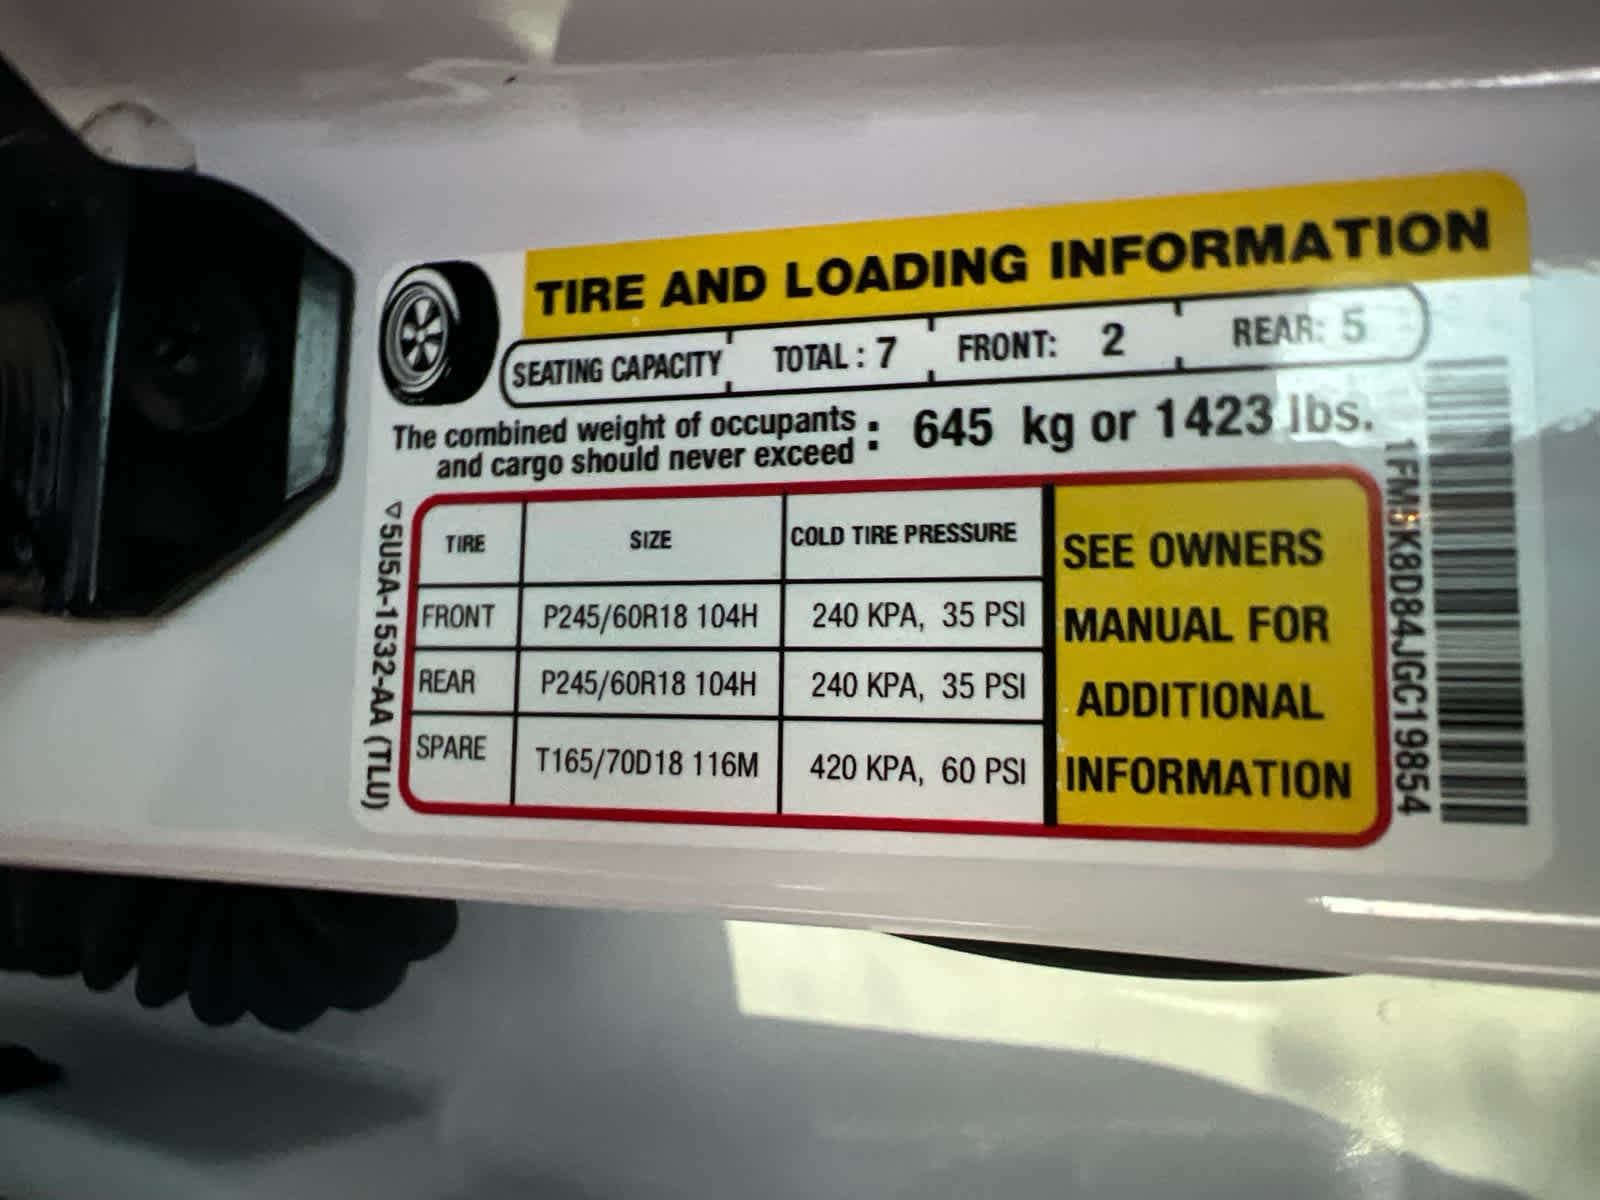 TIRE AND LOADING INFORMATION
SEATING CAPACITY TOTAL : 7 FRONT: 2 REAR: 5
The combined weight of occupants
and cargo should never exceed : 645 kg or 1423 lbs.
TIRE SIZE COLD TIRE PRESSURE
FRONT P245/60R18 104H 240 KPA, 35 PSI
REAR P245/60R18 104H 240 KPA, 35 PSI
SPARE T165/70D18 116M 420 KPA, 60 PSI
SEE OWNERS
MANUAL FOR
ADDITIONAL
INFORMATION
5U5A-1532-AA (TLU)
1FM5K8D84JGC19854